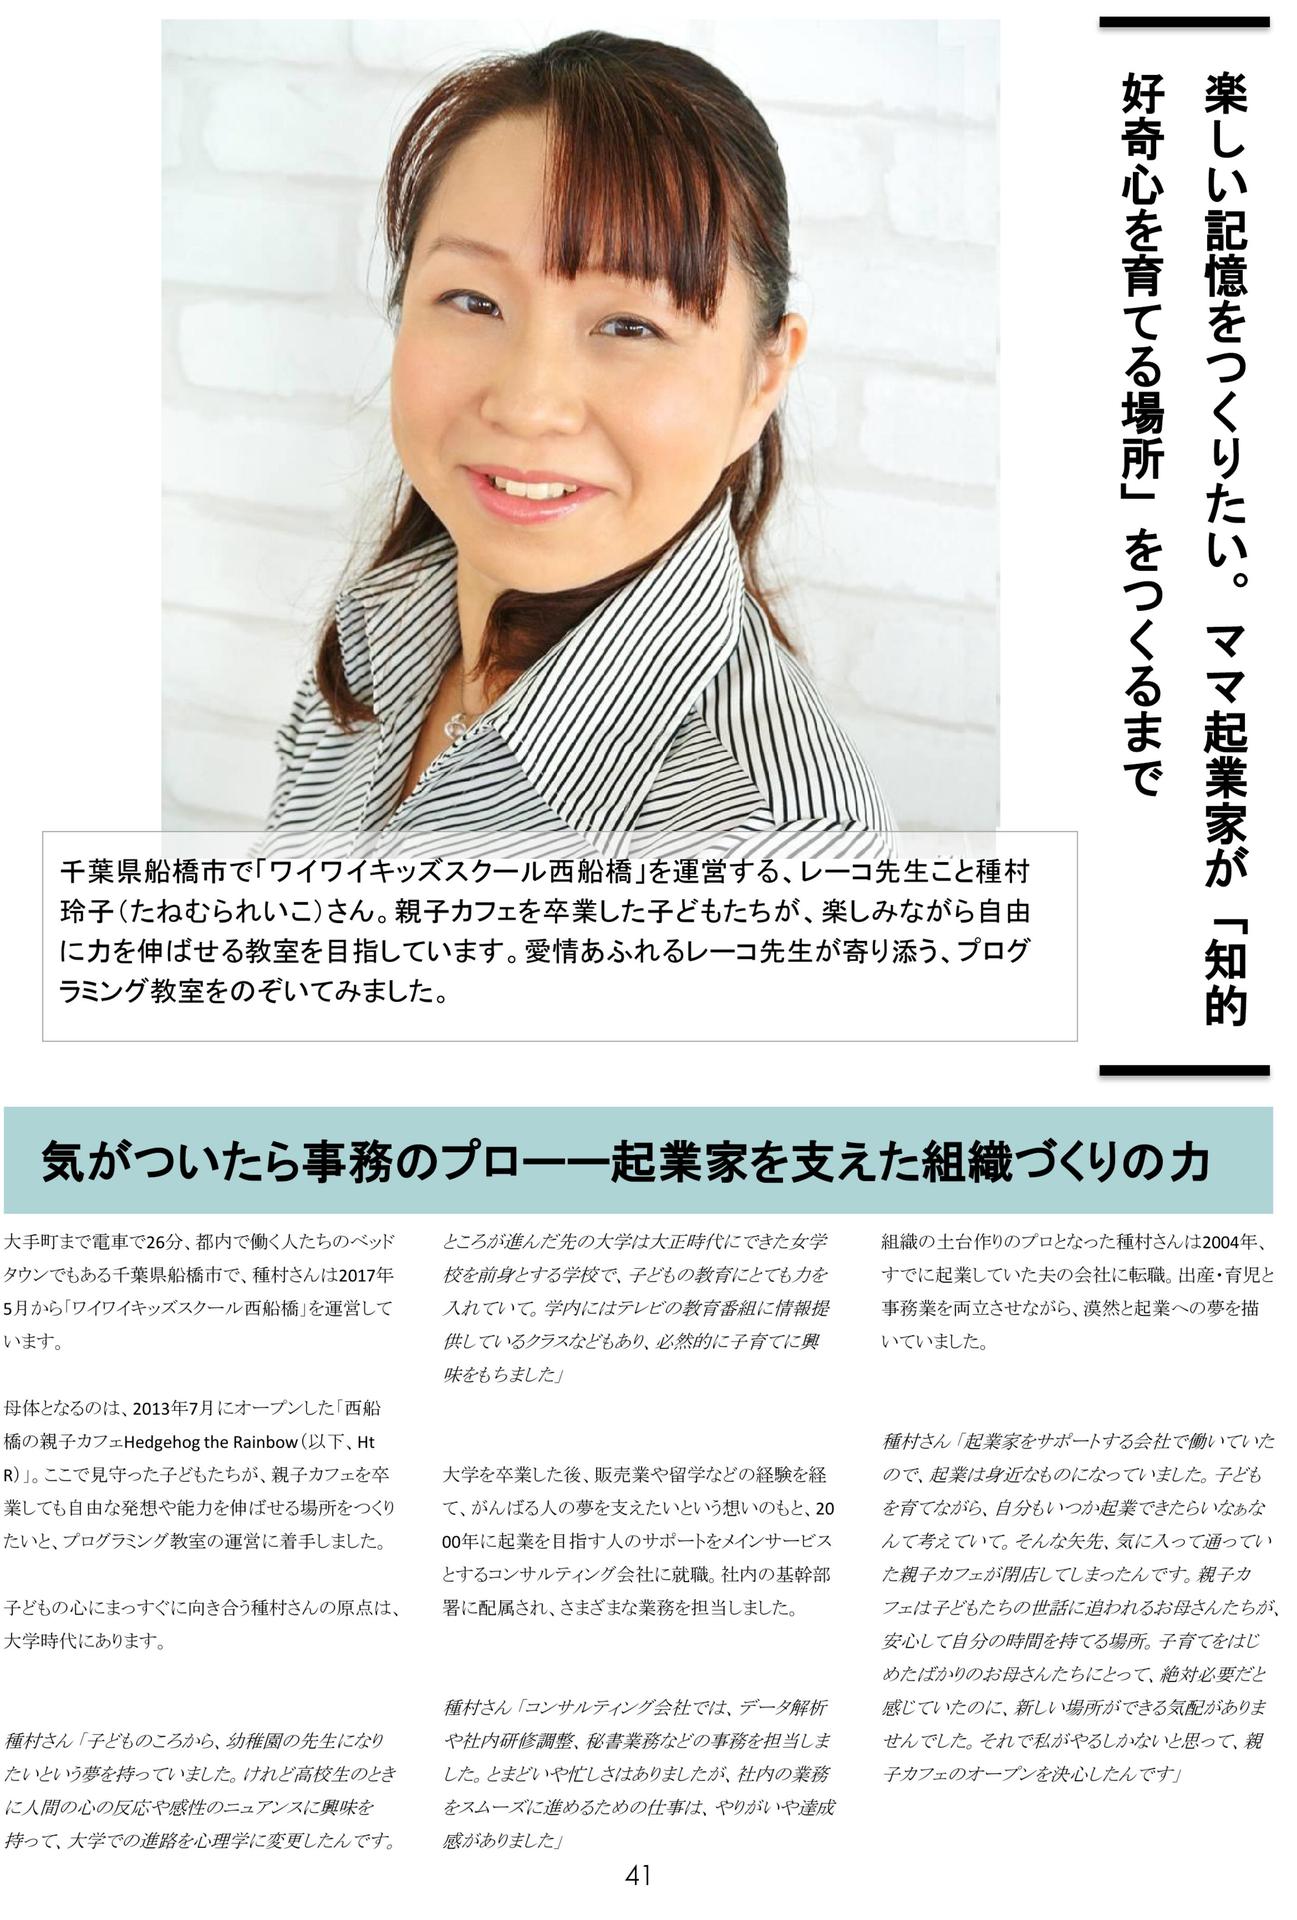 楽しい記憶をつくりたい。ママ起業家が「知的
好奇心を育てる場所」をつくるまで
千葉県船橋市で「ワイワイキッズスクール西船橋」を運営する、レーコ先生こと種村
玲子（たねむられいこ）さん。親子カフェを卒業した子どもたちが、楽しみながら自由
に力を伸ばせる教室を目指しています。愛情あふれるレーコ先生が寄り添う、プログ
ラミング教室をのぞいてみました。
気がついたら事務のプロ――起業家を支えた組織づくりの力
大手町まで電車で26分、都内で働く人たちのベッド
タウンでもある千葉県船橋市で、種村さんは2017年
5月から「ワイワイキッズスクール西船橋」を運営して
います。
母体となるのは、2013年7月にオープンした「西船
橋の親子カフェHedgehog the Rainbow（以下、Ht
R）」。ここで見守った子どもたちが、親子カフェを卒
業しても自由な発想や能力を伸ばせる場所をつくり
たいと、プログラミング教室の運営に着手しました。
子どもの心にまっすぐに向き合う種村さんの原点は、
大学時代にあります。
種村さん「子どものころから、幼稚園の先生になり
たいという夢を持っていました。けれど高校生のとき
に人間の心の反応や感性のニュアンスに興味を
持って、大学での進路を心理学に変更したんです。
ところが進んだ先の大学は大正時代にできた女学
校を前身とする学校で、子どもの教育にとても力を
入れていて。学内にはテレビの教育番組に情報提
供しているクラスなどもあり、必然的に子育てに興
味をもちました」
大学を卒業した後、販売業や留学などの経験を経
て、がんばる人の夢を支えたいという想いのもと、20
00年に起業を目指す人のサポートをメインサービス
とするコンサルティング会社に就職。社内の基幹部
署に配属され、さまざまな業務を担当しました。
種村さん「コンサルティング会社では、データ解析
や社内研修調整、秘書業務などの事務を担当しま
した。とまどいや忙しさはありましたが、社内の業務
をスムーズに進めるための仕事は、やりがいや達成
感がありました」
組織の土台作りのプロとなった種村さんは2004年、
すでに起業していた夫の会社に転職。出産・育児と
事務業を両立させながら、漠然と起業への夢を描
いていました。
種村さん「起業家をサポートする会社で働いていた
ので、起業は身近なものになっていました。子ども
を育てながら、自分もいつか起業できたらいなぁな
んて考えていて。そんな矢先、気に入って通ってい
た親子カフェが閉店してしまったんです。親子カ
フェは子どもたちの世話に追われるお母さんたちが、
安心して自分の時間を持てる場所。子育てをはじ
めたばかりのお母さんたちにとって、絶対必要だと
感じていたのに、新しい場所ができる気配がありま
せんでした。それで私がやるしかないと思って、親
子カフェのオープンを決心したんです」
41